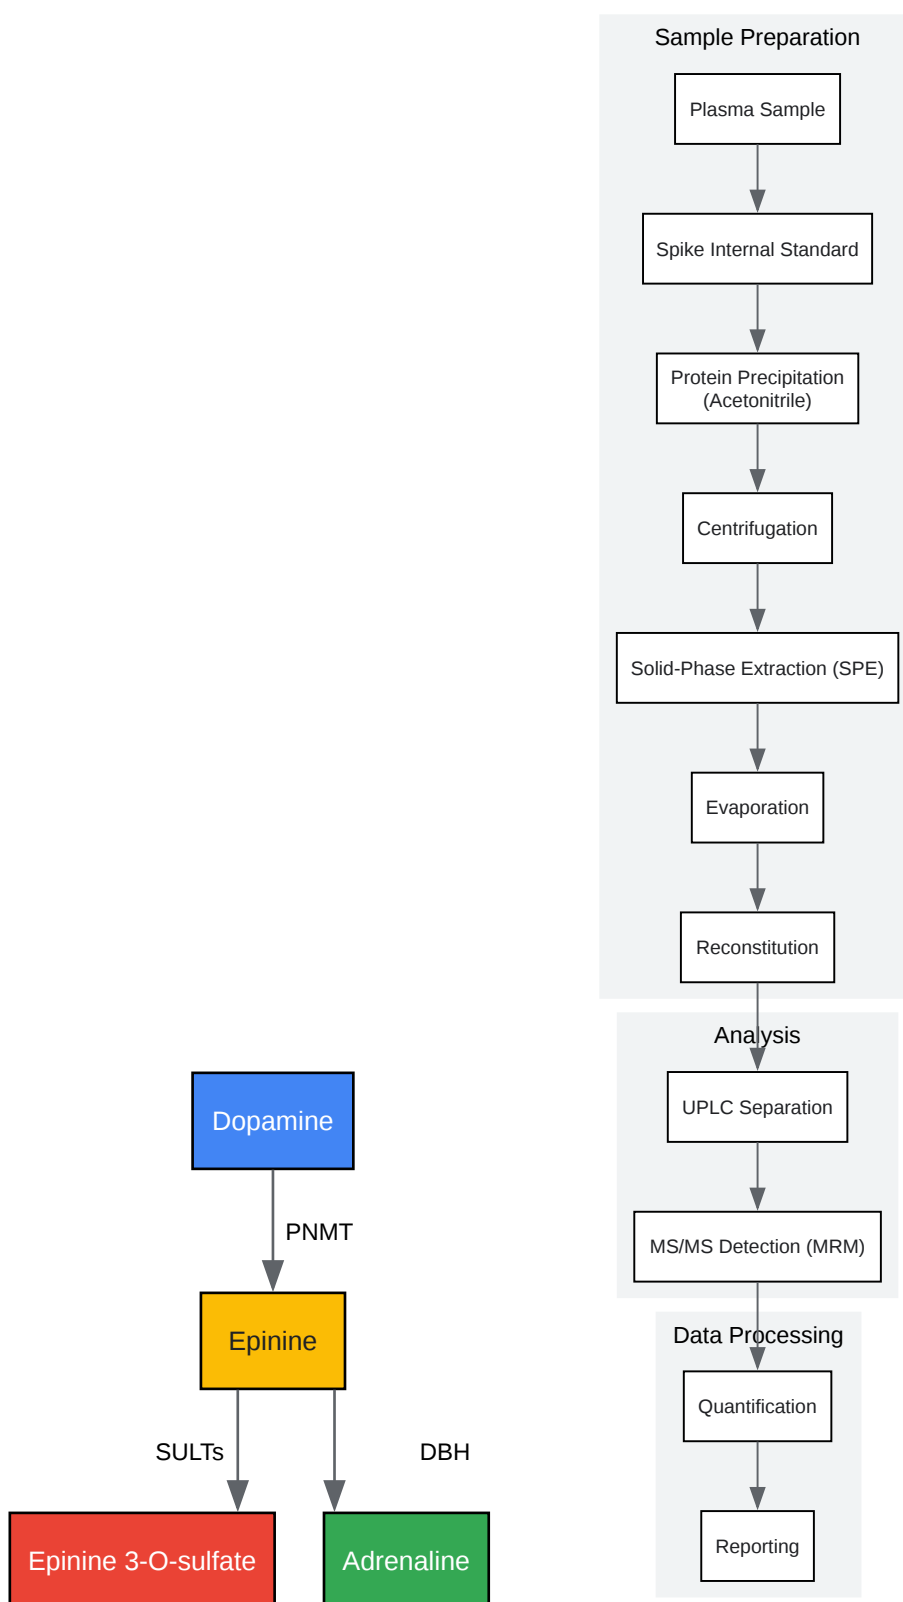 Sample Preparation
Plasma Sample
Spike Internal Standard
Protein Precipitation
(Acetonitrile)
Centrifugation
Solid-Phase Extraction (SPE)
Evaporation
Reconstitution
Analysis
UPLC Separation
MS/MS Detection (MRM)
Data Processing
Quantification
Reporting
Dopamine
PNMT
Epinine
SULTs
DBH
Epinine 3-O-sulfate
Adrenaline